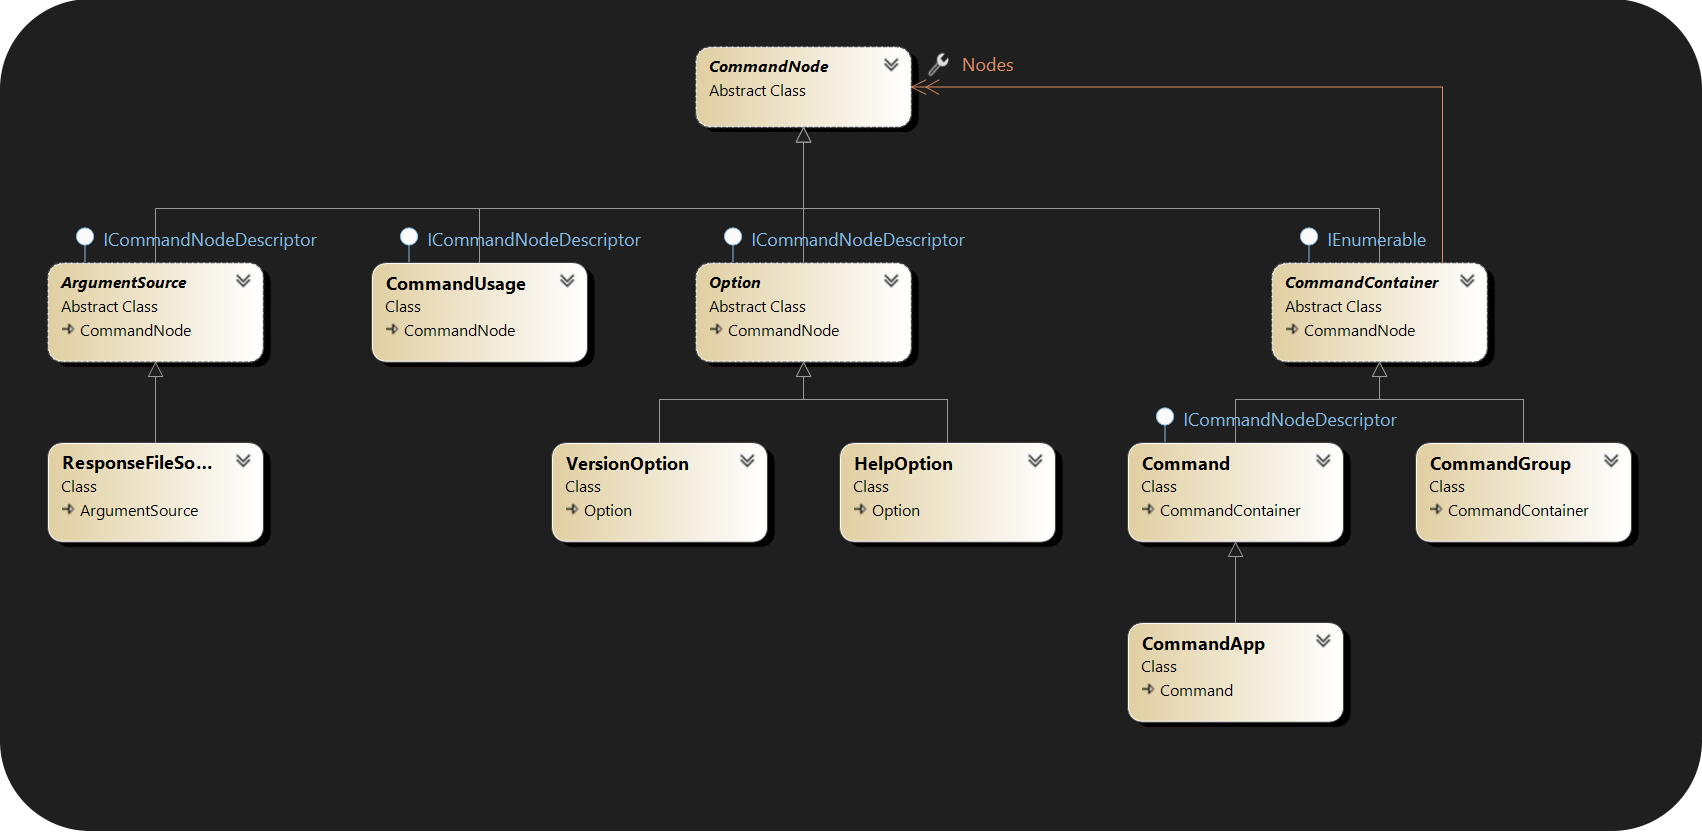 CommandNode
Abstract Class
Nodes
ICommandNodeDescriptor
ICommandNodeDescriptor
ICommandNodeDescriptor
IEnumerable
ArgumentSource
Abstract Class
CommandNode
CommandUsage
Class
CommandNode
Option
Abstract Class
CommandNode
CommandContainer
Abstract Class
CommandNode
ICommandNodeDescriptor
ResponseFileSo...
Class
ArgumentSource
VersionOption
Class
Option
HelpOption
Class
Option
Command
Class
CommandContainer
CommandGroup
Class
CommandContainer
CommandApp
Class
Command